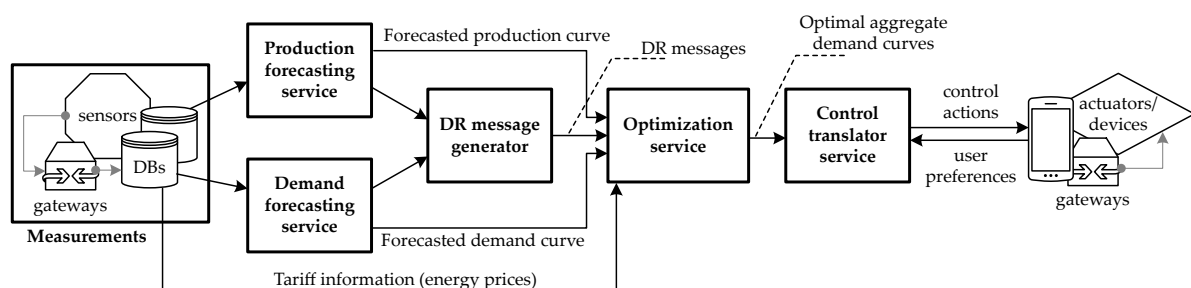 sensors
DBs
gateways
Measurements
Production
forecasting
service
Demand
forecasting
service
Forecasted production curve
DR message
generator
Forecasted demand curve
Tariff information (energy prices)
DR messages
Optimization
service
Optimal aggregate
demand curves
Control
translator
service
control
actions
user
preferences
actuators/
devices
gateways